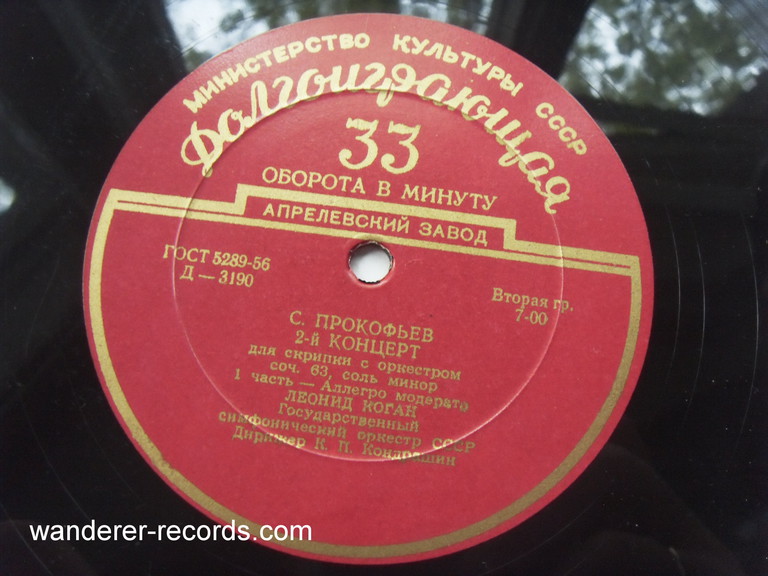 МИНИСТЕРСТВО КУЛЬТУРЫ СССР
Долгоиграющая
33
ОБОРОТА В МИНУТУ
АПРЕЛЕВСКИЙ ЗАВОД
ГОСТ 5289-56
Д — 3190
Вторая гр.
7-00
С. ПРОКОФЬЕВ
2-й КОНЦЕРТ
для скрипки с оркестром
соч. 63, соль минор
1 часть — Аллегро модерато
ЛЕОНИД КОГАН
Государственный
симфонический оркестр СССР
Дирижер К. П. Кондрашин
wanderer-records.com